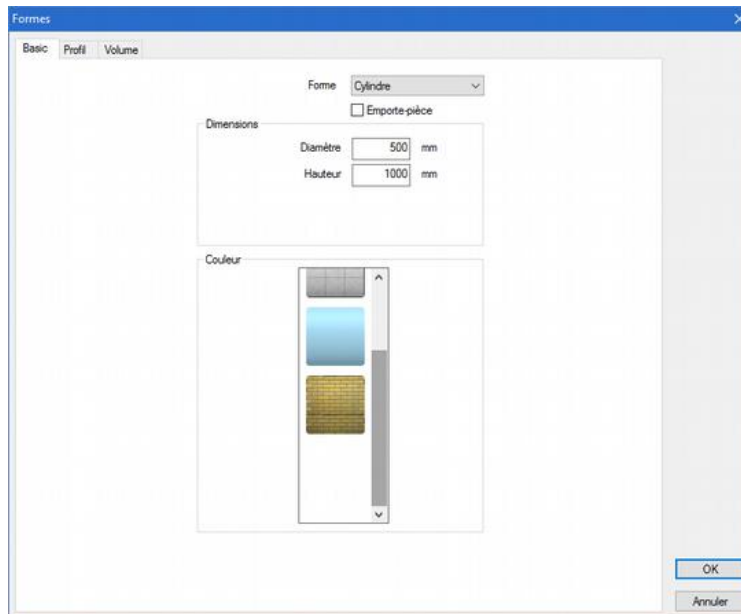 Formes
Basic Profil Volume
Forme Cylindre
Emporte-pièce
Dimensions
Diamètre 500 mm
Hauteur 1000 mm
Couleur
OK
Annuler